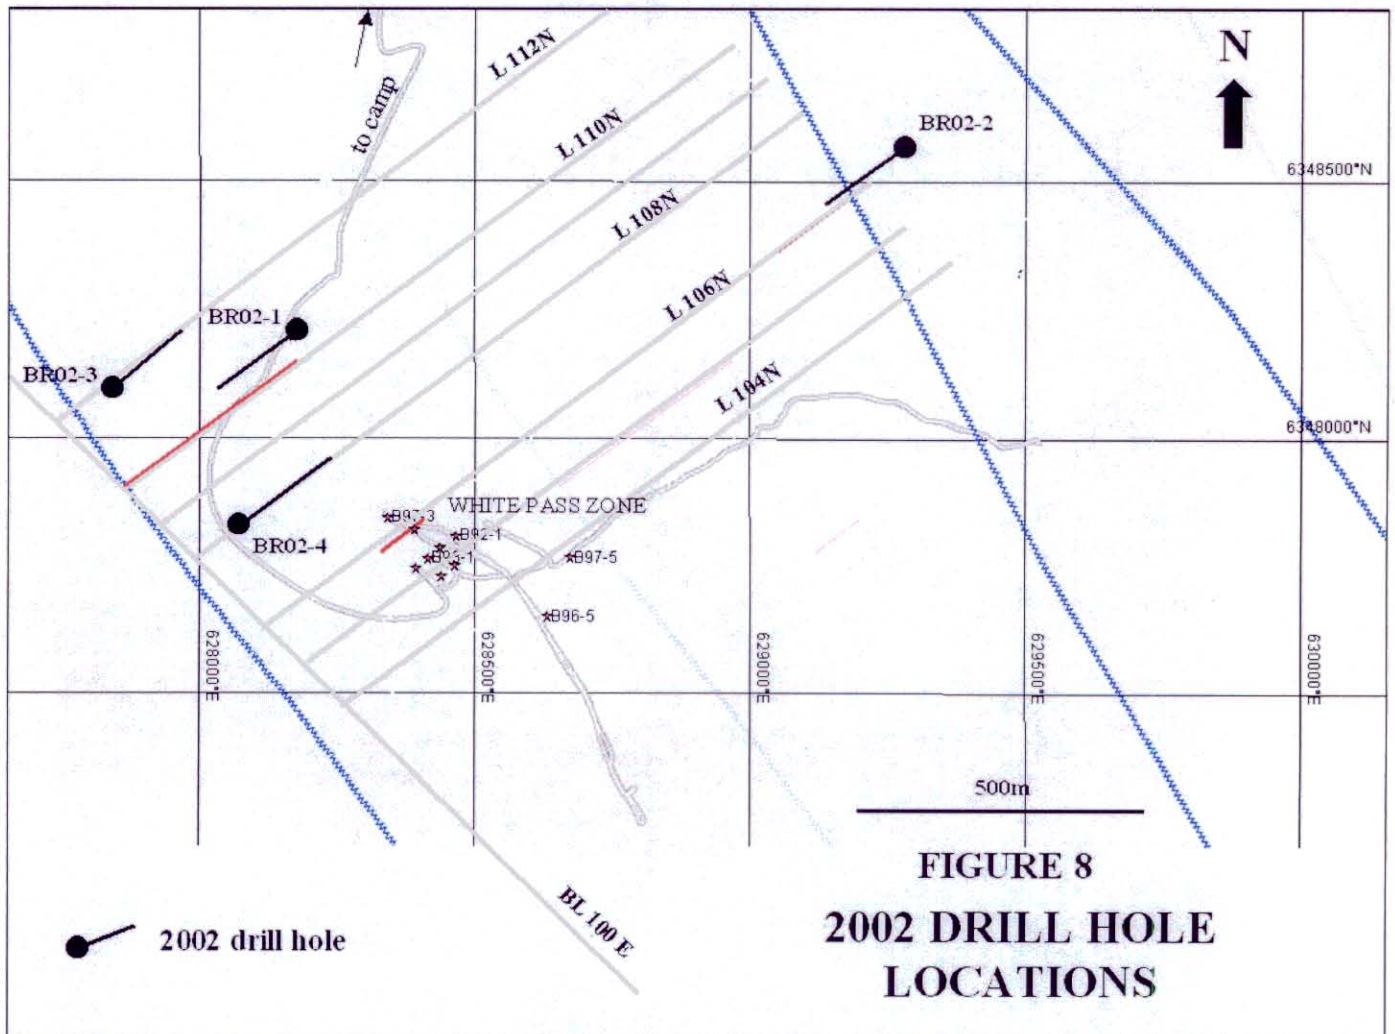 L 112N
N
to camp
L 110N
BR02-2
6348500°N
L 108N
L 106N
BR02-1
BR02-3
L 104N
6348000°N
WHITE PASS ZONE
B97-3
B92-1
BR02-4
B97-5
B96-5
628000°E
628500°E
629000°E
629500°E
630000°E
500m
FIGURE 8
BL 100 E
2002 drill hole
2002 DRILL HOLE
LOCATIONS